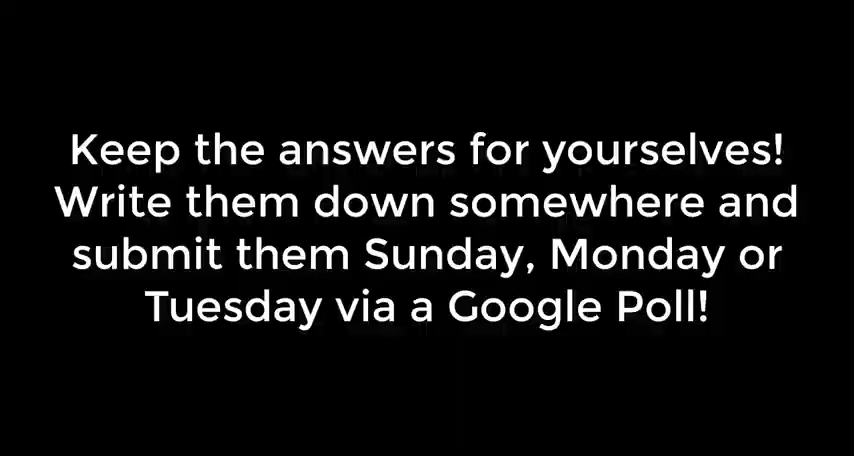 Keep the answers for yourselves!
Write them down somewhere and
submit them Sunday, Monday or
Tuesday via a Google Poll!